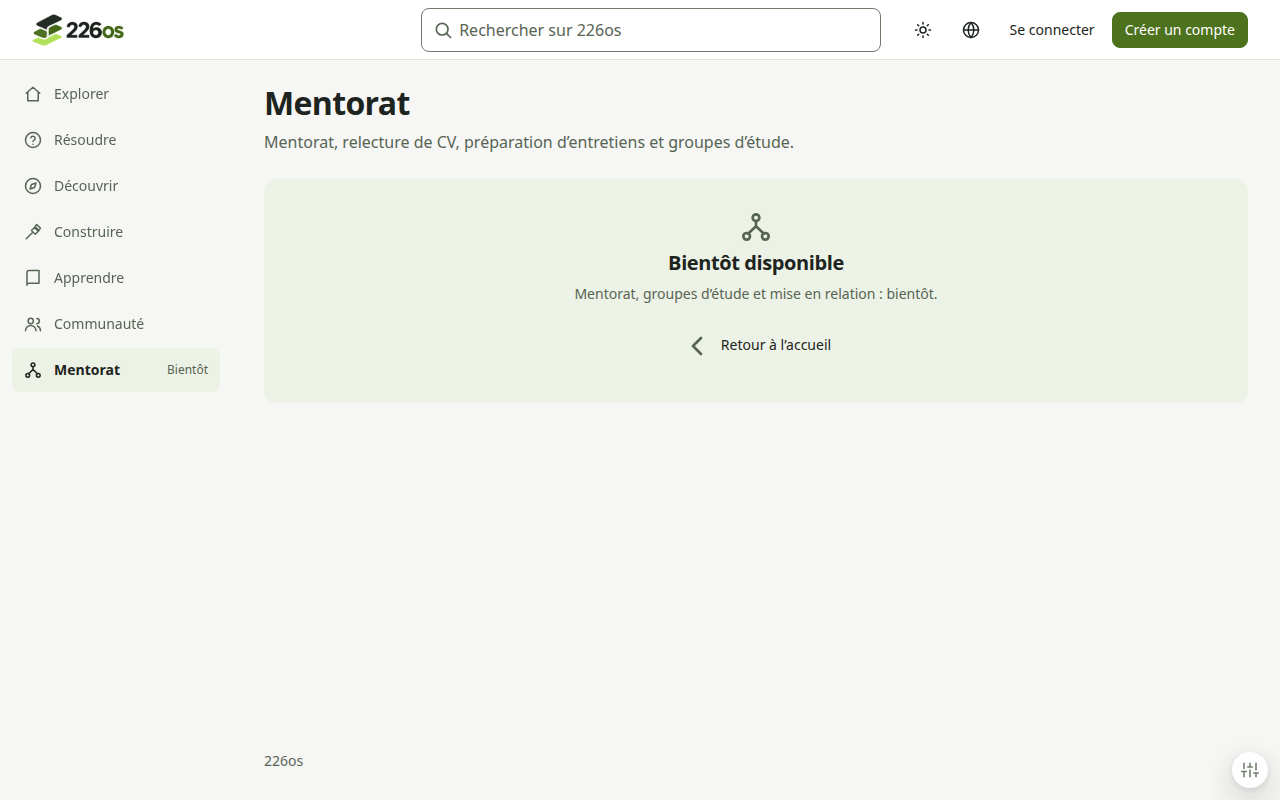 226os
Rechercher sur 226os
Se connecter
Créer un compte
Explorer
Résoudre
Découvrir
Construire
Apprendre
Communauté
Mentorat
Bientôt
Mentorat
Mentorat, relecture de CV, préparation d’entretiens et groupes d’étude.
Bientôt disponible
Mentorat, groupes d’étude et mise en relation : bientôt.
Retour à l’accueil
226os